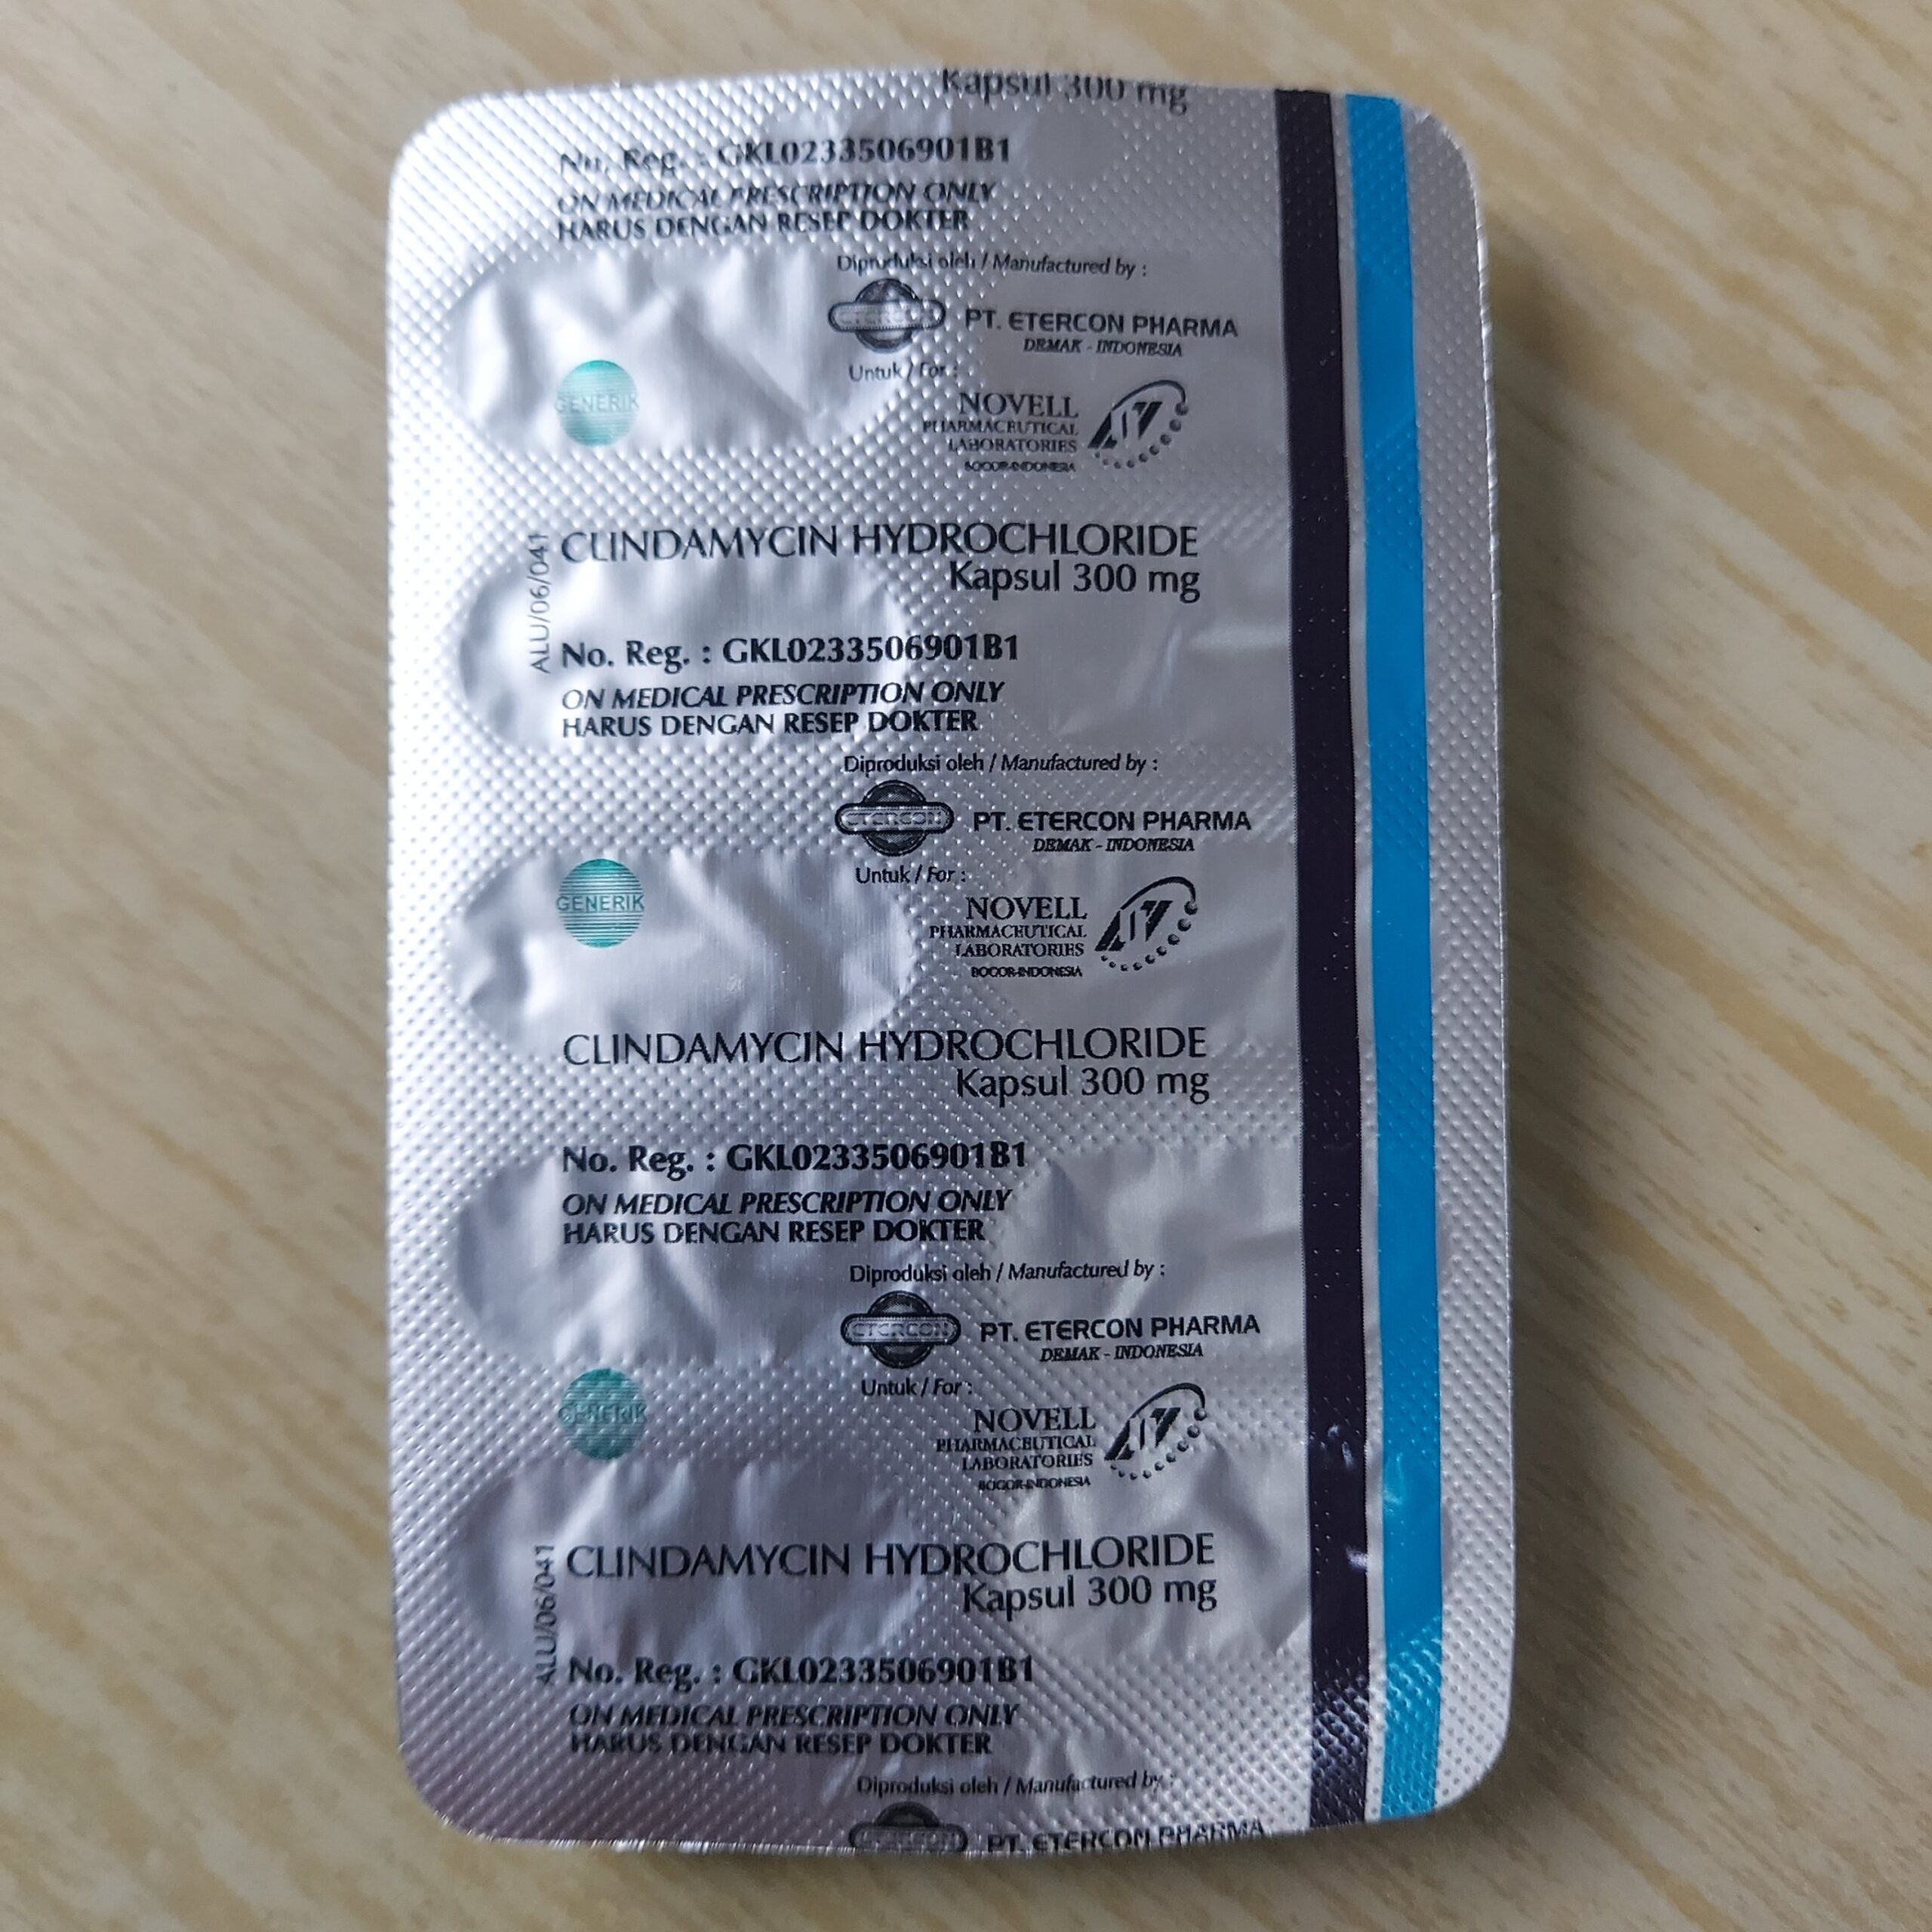 Kapsul 300 mg
No. Reg. : GKL0233506901B1
ON MEDICAL PRESCRIPTION ONLY
HARUS DENGAN RESEP DOKTER
Diproduksi oleh / Manufactured by :
ETERCON PT. ETERCON PHARMA
DEMAK - INDONESIA
Untuk / For :
GENERIK
NOVELL
PHARMACEUTICAL
LABORATORIES
BOGOR-INDONESIA
ALU/06/041
CLINDAMYCIN HYDROCHLORIDE
Kapsul 300 mg
No. Reg. : GKL0233506901B1
ON MEDICAL PRESCRIPTION ONLY
HARUS DENGAN RESEP DOKTER
Diproduksi oleh / Manufactured by :
ETERCON PT. ETERCON PHARMA
DEMAK - INDONESIA
Untuk / For :
GENERIK
NOVELL
PHARMACEUTICAL
LABORATORIES
BOGOR-INDONESIA
CLINDAMYCIN HYDROCHLORIDE
Kapsul 300 mg
No. Reg. : GKL0233506901B1
ON MEDICAL PRESCRIPTION ONLY
HARUS DENGAN RESEP DOKTER
Diproduksi oleh / Manufactured by :
ETERCON PT. ETERCON PHARMA
DEMAK - INDONESIA
Untuk / For :
GENERIK
NOVELL
PHARMACEUTICAL
LABORATORIES
BOGOR-INDONESIA
ALU/06/041
CLINDAMYCIN HYDROCHLORIDE
Kapsul 300 mg
No. Reg. : GKL0233506901B1
ON MEDICAL PRESCRIPTION ONLY
HARUS DENGAN RESEP DOKTER
Diproduksi oleh / Manufactured by :
ETERCON PT. ETERCON PHARMA